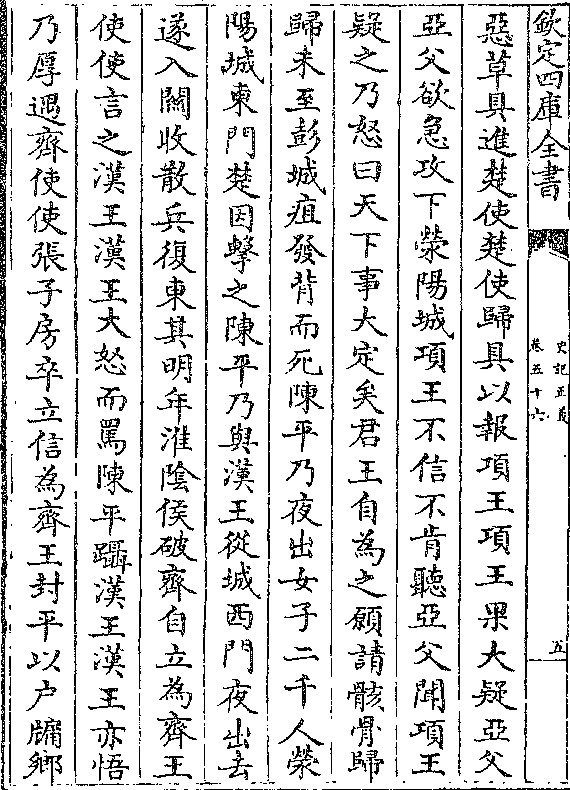 欽定四庫全書
史記正義
卷五十六
五
惡草具進楚使楚使歸具以報項王項王果大疑亞父
亞父欲急攻下滎陽城項王不信不肯聽亞父聞項王
疑之乃怒曰天下事大定矣君王自為之願請骸骨歸
歸未至彭城疽發背而死陳平乃夜出女子二千人滎
陽城東門楚因擊之陳平乃與漢王從城西門夜出去
遂入關收散兵復東其明年淮陰侯破齊自立為齊王
使使言之漢王漢王大怒而罵陳平躡漢王漢王亦悟
乃厚遇齊使使張子房卒立信為齊王封平以户牖鄉